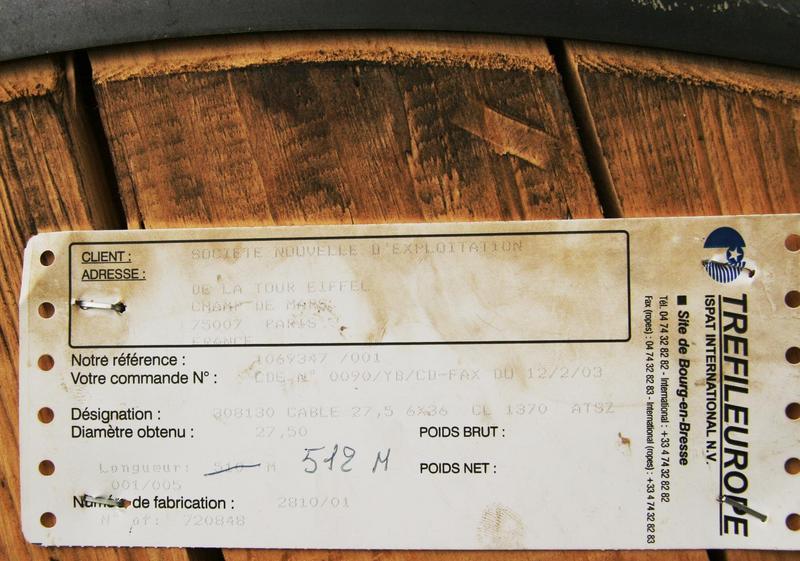 CLIENT : SOCIETE NOUVELLE D'EXPLOITATION
ADRESSE :
DE LA TOUR EIFFEL
CHAMP DE MARS
75007 PARIS
FRANCE
Notre référence : 1069347 /001
Votre commande N° : CDE N° 0090/YB/CD-FAX DU 12/2/03
Désignation : 308130 CABLE 27,5 6X36 CL 1370 ATSZ
Diamètre obtenu : 27,50
POIDS BRUT :
Longueur: 510 M 512 M
POIDS NET :
001/005
Numéro de fabrication : 2810/01
N° of: 720848
TREFILEUROPE
ISPAT INTERNATIONAL N.V.
■ Site de Bourg-en-Bresse
Tél. 04 74 32 82 82 - International : +33 4 74 32 82 82
Fax (ropes) : 04 74 32 82 83 - International (ropes) : +33 4 74 32 82 83